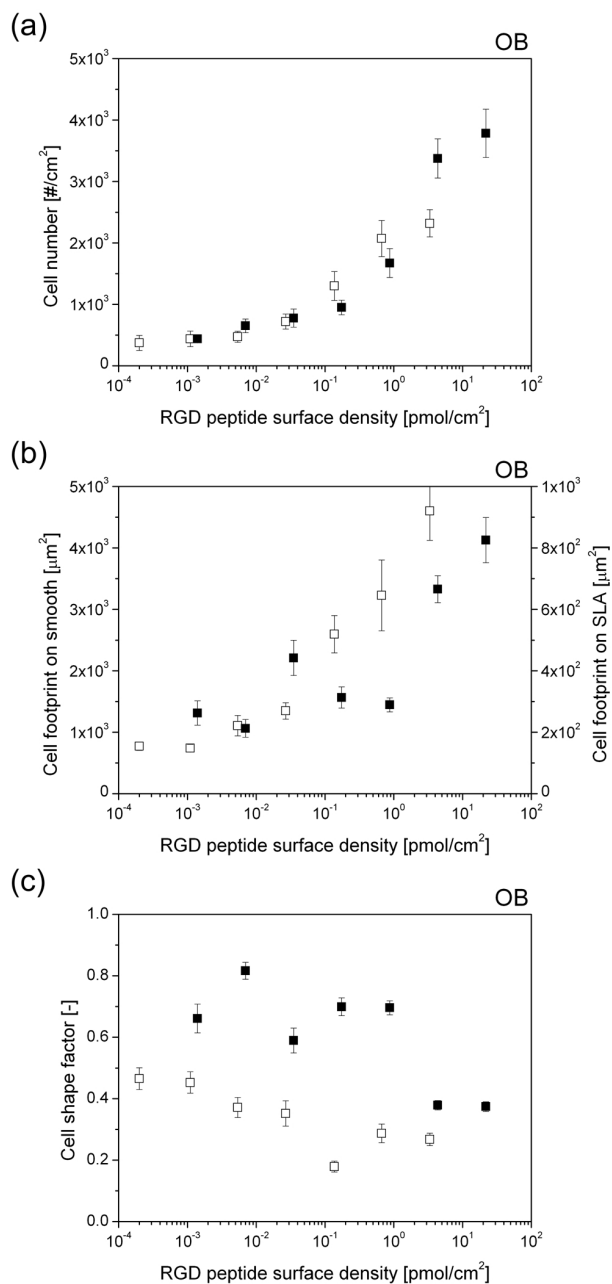 (a)
OB
5x10³
4x10³
3x10³
2x10³
1x10³
0
Cell number [#/cm²]
10⁻⁴ 10⁻³ 10⁻² 10⁻¹ 10⁰ 10¹ 10²
RGD peptide surface density [pmol/cm²]
(b)
OB
5x10³ 1x10³
4x10³ 8x10²
3x10³ 6x10²
2x10³ 4x10²
1x10³ 2x10²
0 0
Cell footprint on smooth [μm²]
Cell footprint on SLA [μm²]
10⁻⁴ 10⁻³ 10⁻² 10⁻¹ 10⁰ 10¹ 10²
RGD peptide surface density [pmol/cm²]
(c)
OB
1.0
0.8
0.6
0.4
0.2
0.0
Cell shape factor [-]
10⁻⁴ 10⁻³ 10⁻² 10⁻¹ 10⁰ 10¹ 10²
RGD peptide surface density [pmol/cm²]